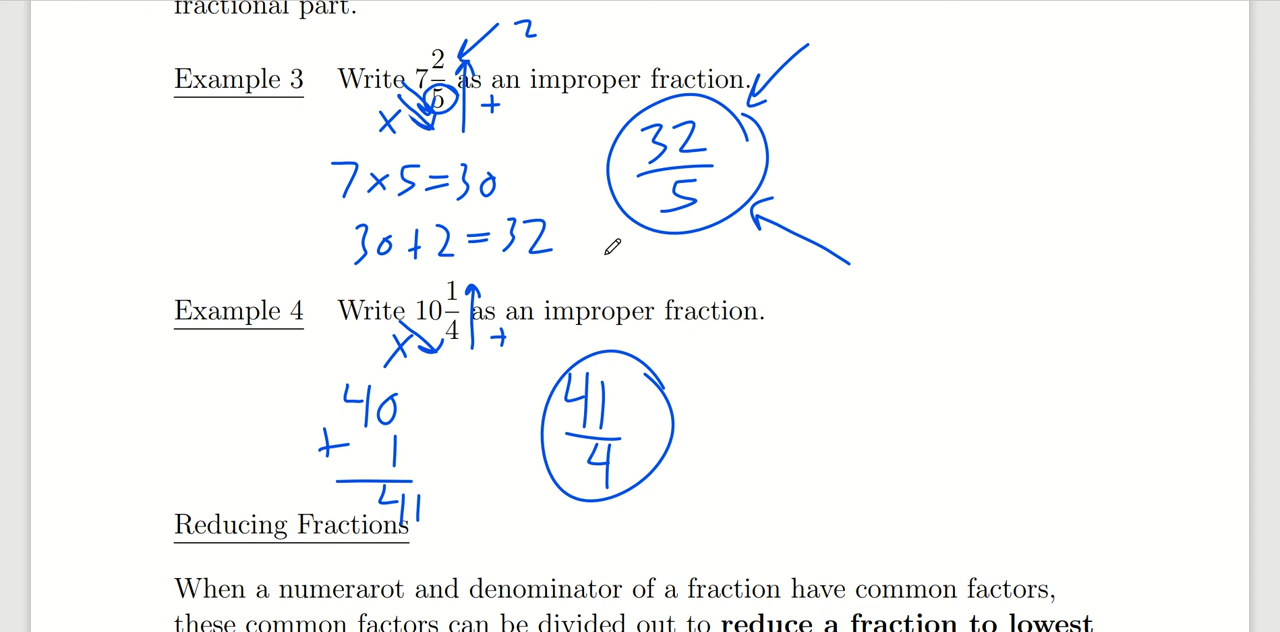 fractional part.
2
Example 3 Write 7 2/5 as an improper fraction.
× +
32/5
7 × 5 = 30
30 + 2 = 32
Example 4 Write 10 1/4 as an improper fraction.
× +
40
+ 1
41
41/4
Reducing Fractions
When a numerarot and denominator of a fraction have common factors,
these common factors can be divided out to reduce a fraction to lowest